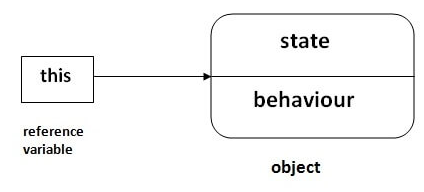 this
reference
variable
state
behaviour
object